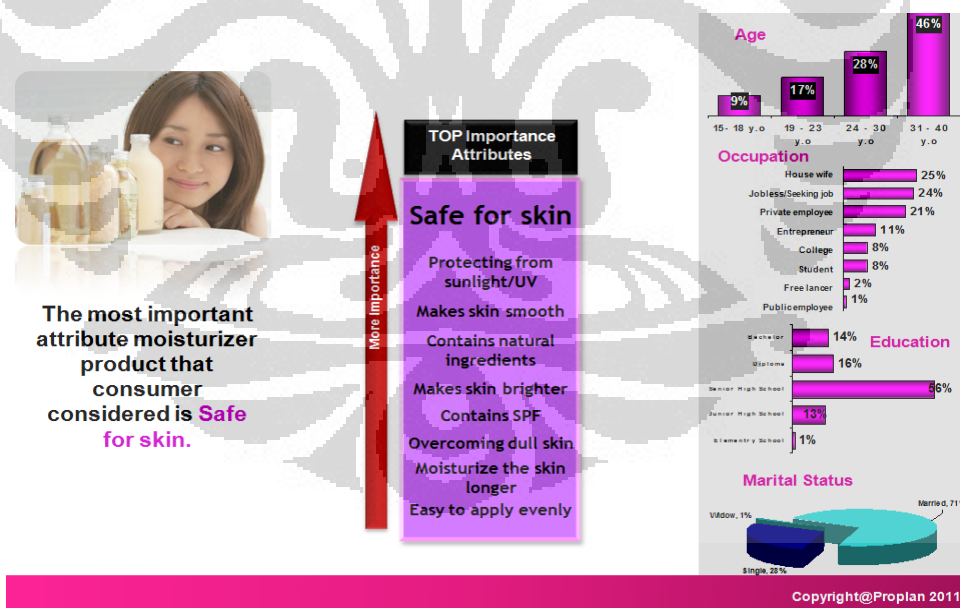 The most important
attribute moisturizer
product that
consumer
considered is Safe
for skin.
More Importance
TOP Importance
Attributes
Safe for skin
Protecting from
sunlight/UV
Makes skin smooth
Contains natural
ingredients
Makes skin brighter
Contains SPF
Overcoming dull skin
Moisturize the skin
longer
Easy to apply evenly
Age
9%
17%
28%
46%
15- 18 y.o
19 - 23
y.o
24 - 30
y.o
31 - 40
y.o
Occupation
House wife 25%
Jobless/Seeking job 24%
Private employee 21%
Entrepreneur 11%
College 8%
Student 8%
Free lancer 2%
Public employee 1%
Education
Bachelor 14%
Diploma 16%
Senior High School 56%
Junior High School 13%
Elementry School 1%
Marital Status
Widow, 1%
Married, 71%
Single, 28%
Copyright@Proplan 2011